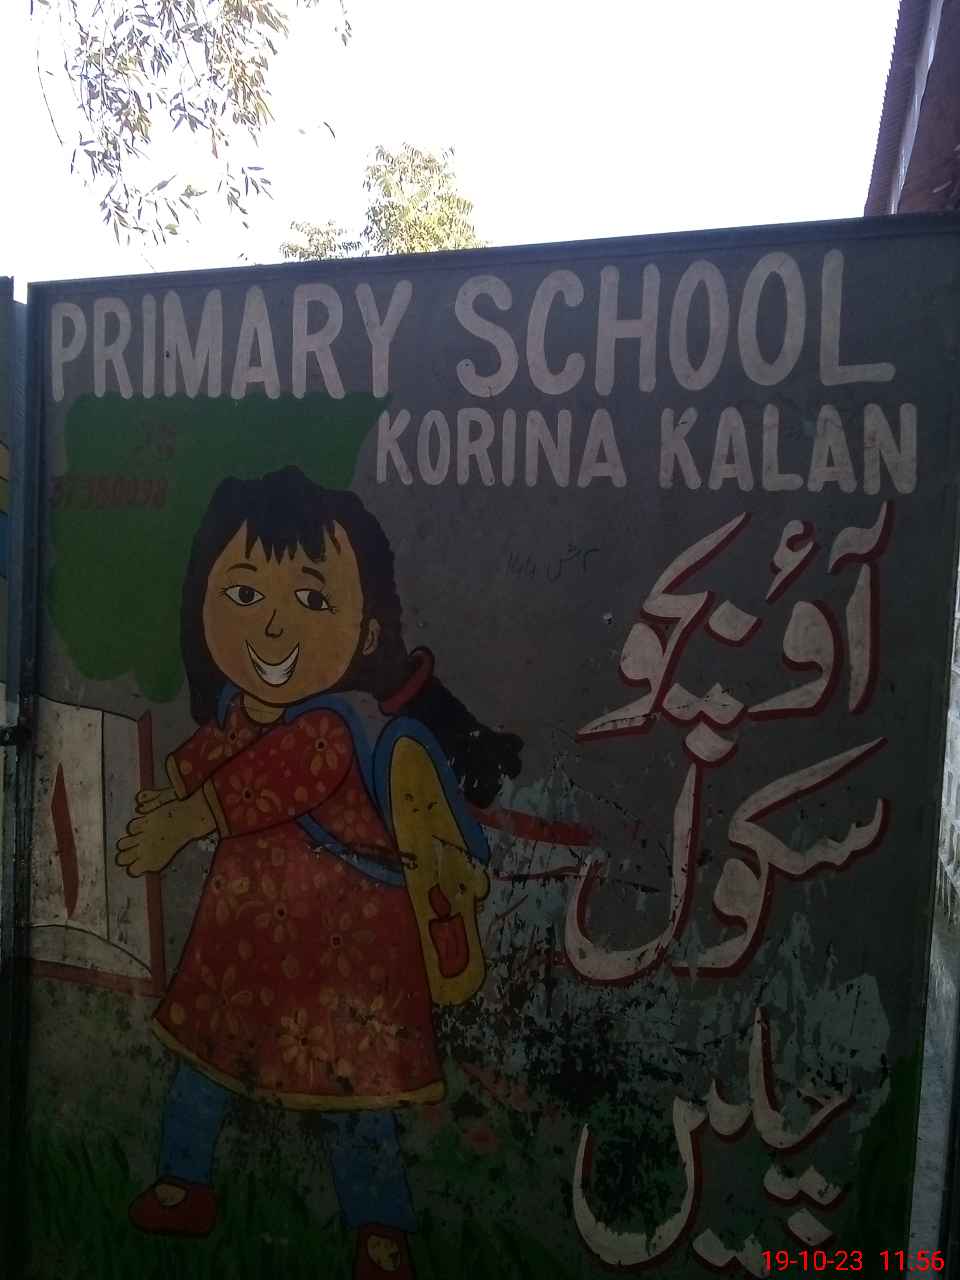 PRIMARY SCHOOL
KORINA KALAN
آؤ بچو
سکول
چلیں
19-10-23 11:56